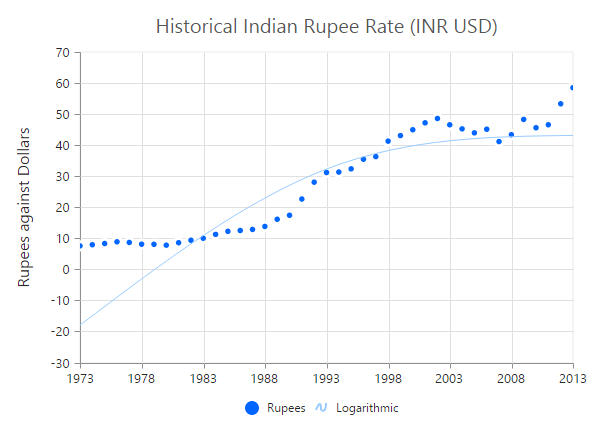 Historical Indian Rupee Rate (INR USD)
Rupees against Dollars
70
60
50
40
30
20
10
0
-10
-20
-30
1973 1978 1983 1988 1993 1998 2003 2008 2013
Rupees Logarithmic